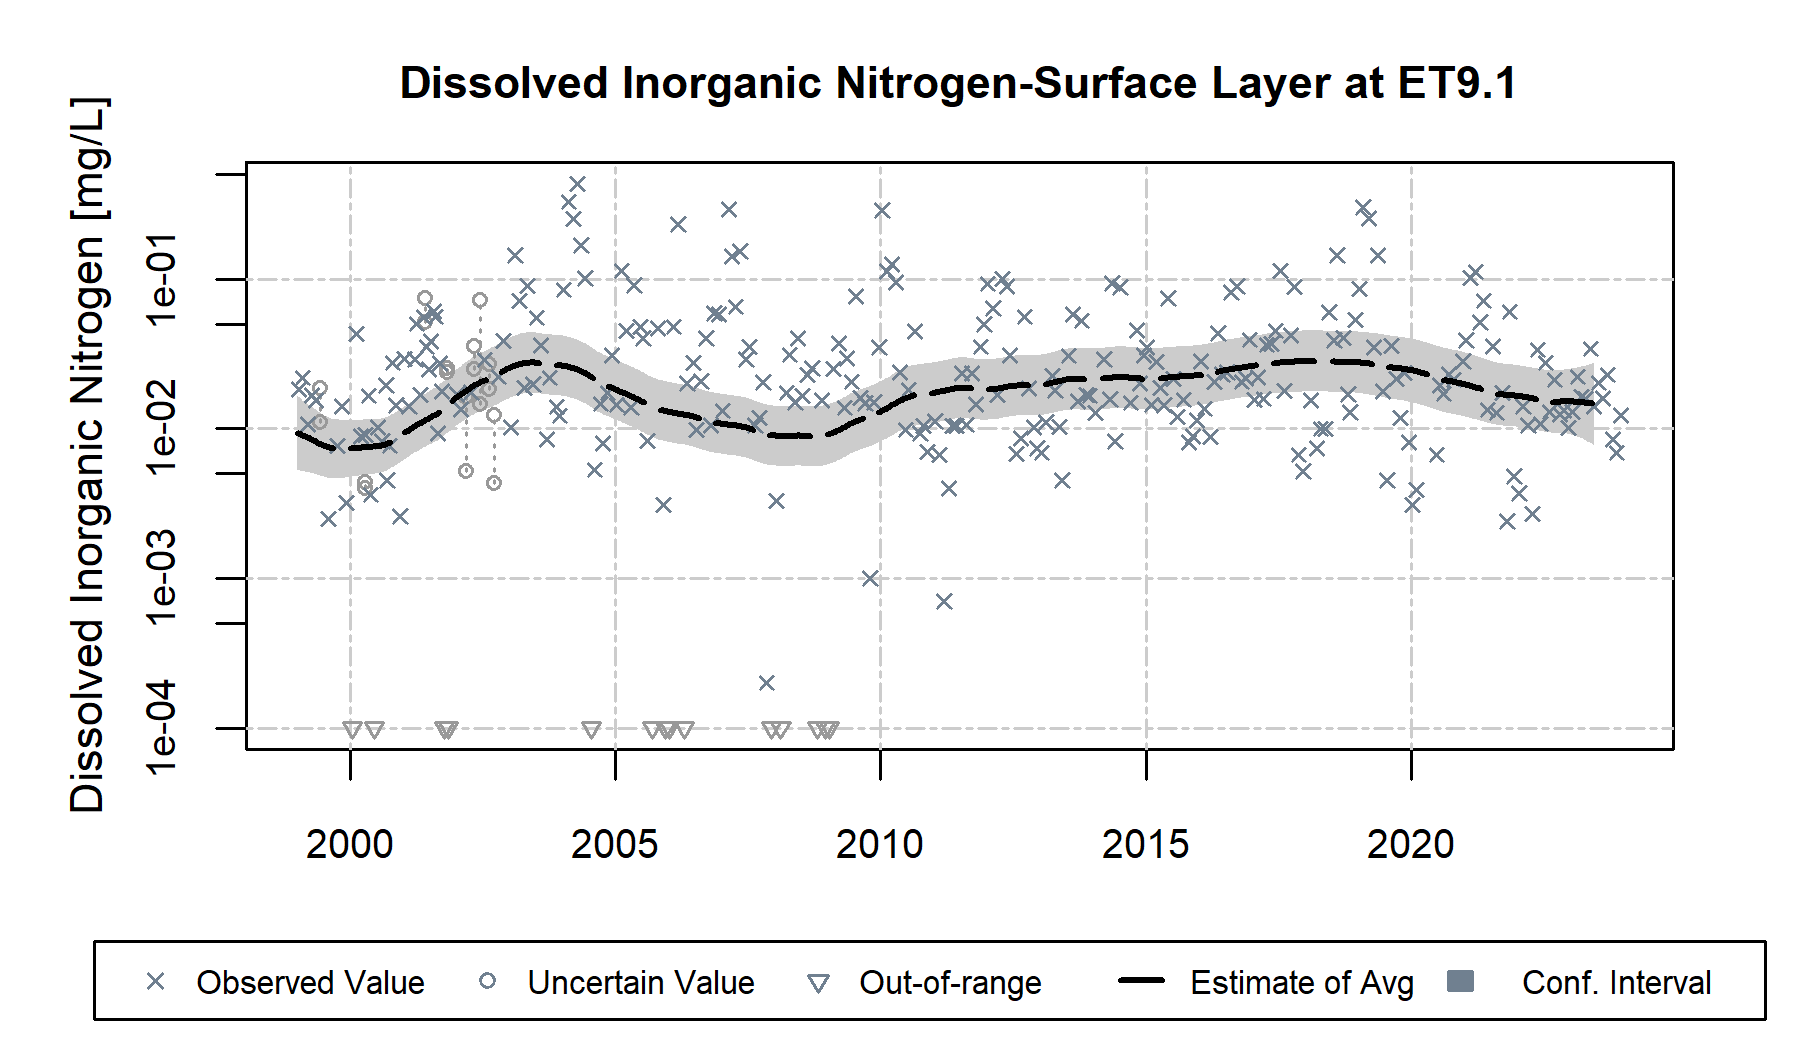 Dissolved Inorganic Nitrogen-Surface Layer at ET9.1
Dissolved Inorganic Nitrogen [mg/L]
1e-01
1e-02
1e-03
1e-04
2000 2005 2010 2015 2020
Observed Value Uncertain Value Out-of-range Estimate of Avg Conf. Interval